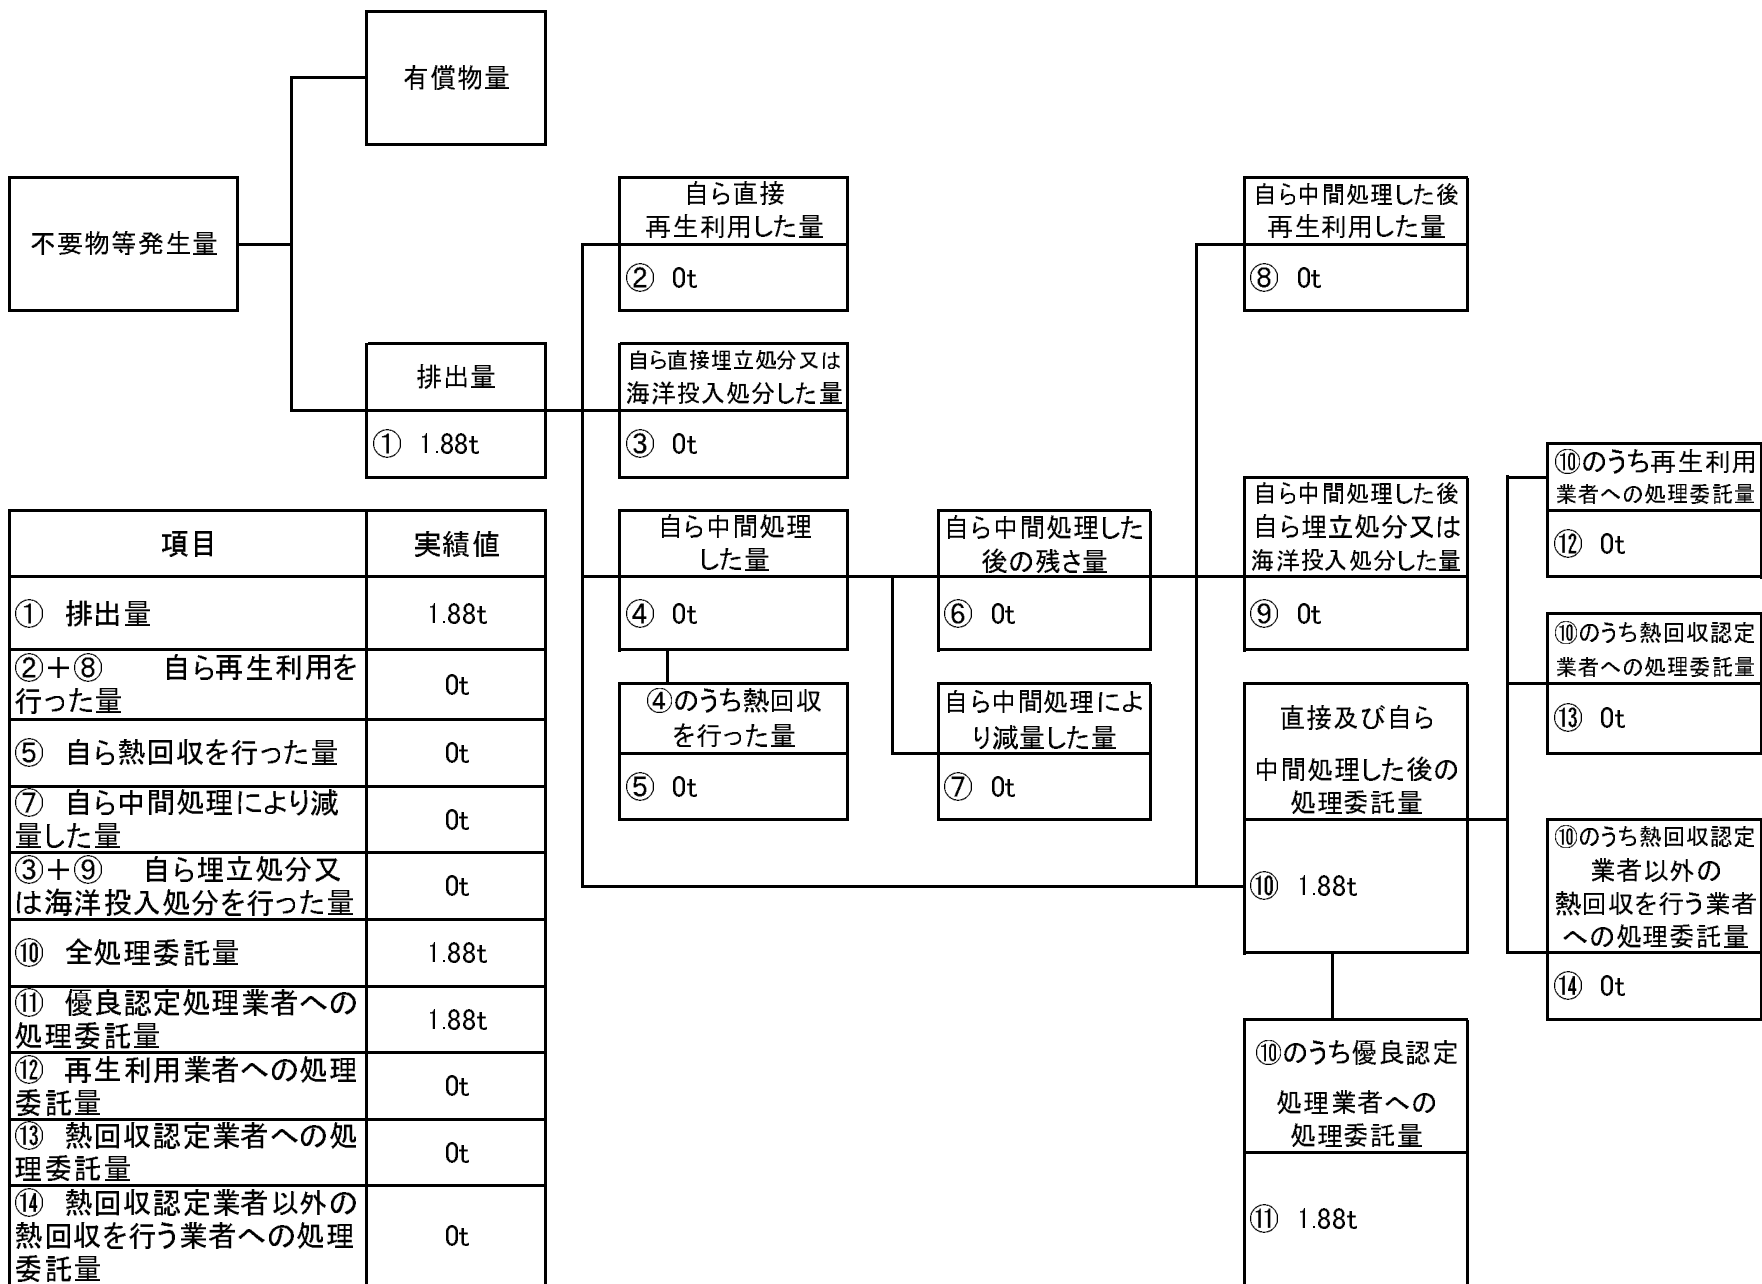 有償物量
不要物等発生量
排出量
① 1.88t
自ら直接
再生利用した量
② 0t
自ら直接埋立処分又は
海洋投入処分した量
③ 0t
自ら中間処理
した量
④ 0t
④のうち熱回収
を行った量
⑤ 0t
自ら中間処理した
後の残さ量
⑥ 0t
自ら中間処理によ
り減量した量
⑦ 0t
自ら中間処理した後
再生利用した量
⑧ 0t
自ら中間処理した後
自ら埋立処分又は
海洋投入処分した量
⑨ 0t
直接及び自ら
中間処理した後の
処理委託量
⑩ 1.88t
⑩のうち優良認定
処理業者への
処理委託量
⑪ 1.88t
⑩のうち再生利用
業者への処理委託量
⑫ 0t
⑩のうち熱回収認定
業者への処理委託量
⑬ 0t
⑩のうち熱回収認定
業者以外の
熱回収を行う業者
への処理委託量
⑭ 0t
項目 実績値
① 排出量 1.88t
②+⑧ 自ら再生利用を
行った量 0t
⑤ 自ら熱回収を行った量 0t
⑦ 自ら中間処理により減
量した量 0t
③+⑨ 自ら埋立処分又
は海洋投入処分を行った量 0t
⑩ 全処理委託量 1.88t
⑪ 優良認定処理業者への
処理委託量 1.88t
⑫ 再生利用業者への処理
委託量 0t
⑬ 熱回収認定業者への処
理委託量 0t
⑭ 熱回収認定業者以外の
熱回収を行う業者への処理
委託量 0t